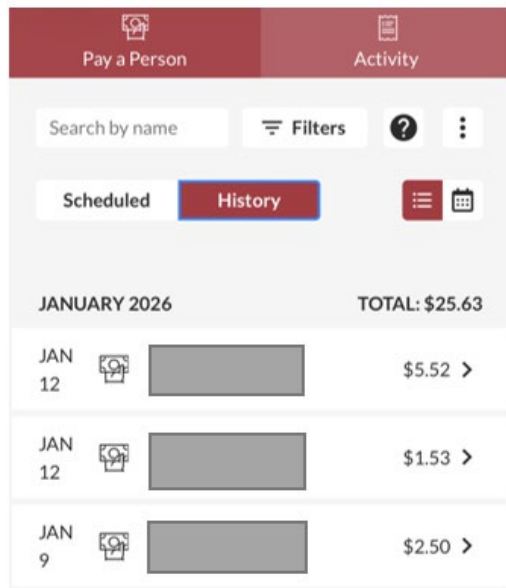 Pay a Person
Activity
Search by name
Filters
?
Scheduled
History
JANUARY 2026
TOTAL: $25.63
JAN
12
$5.52
JAN
12
$1.53
JAN
9
$2.50